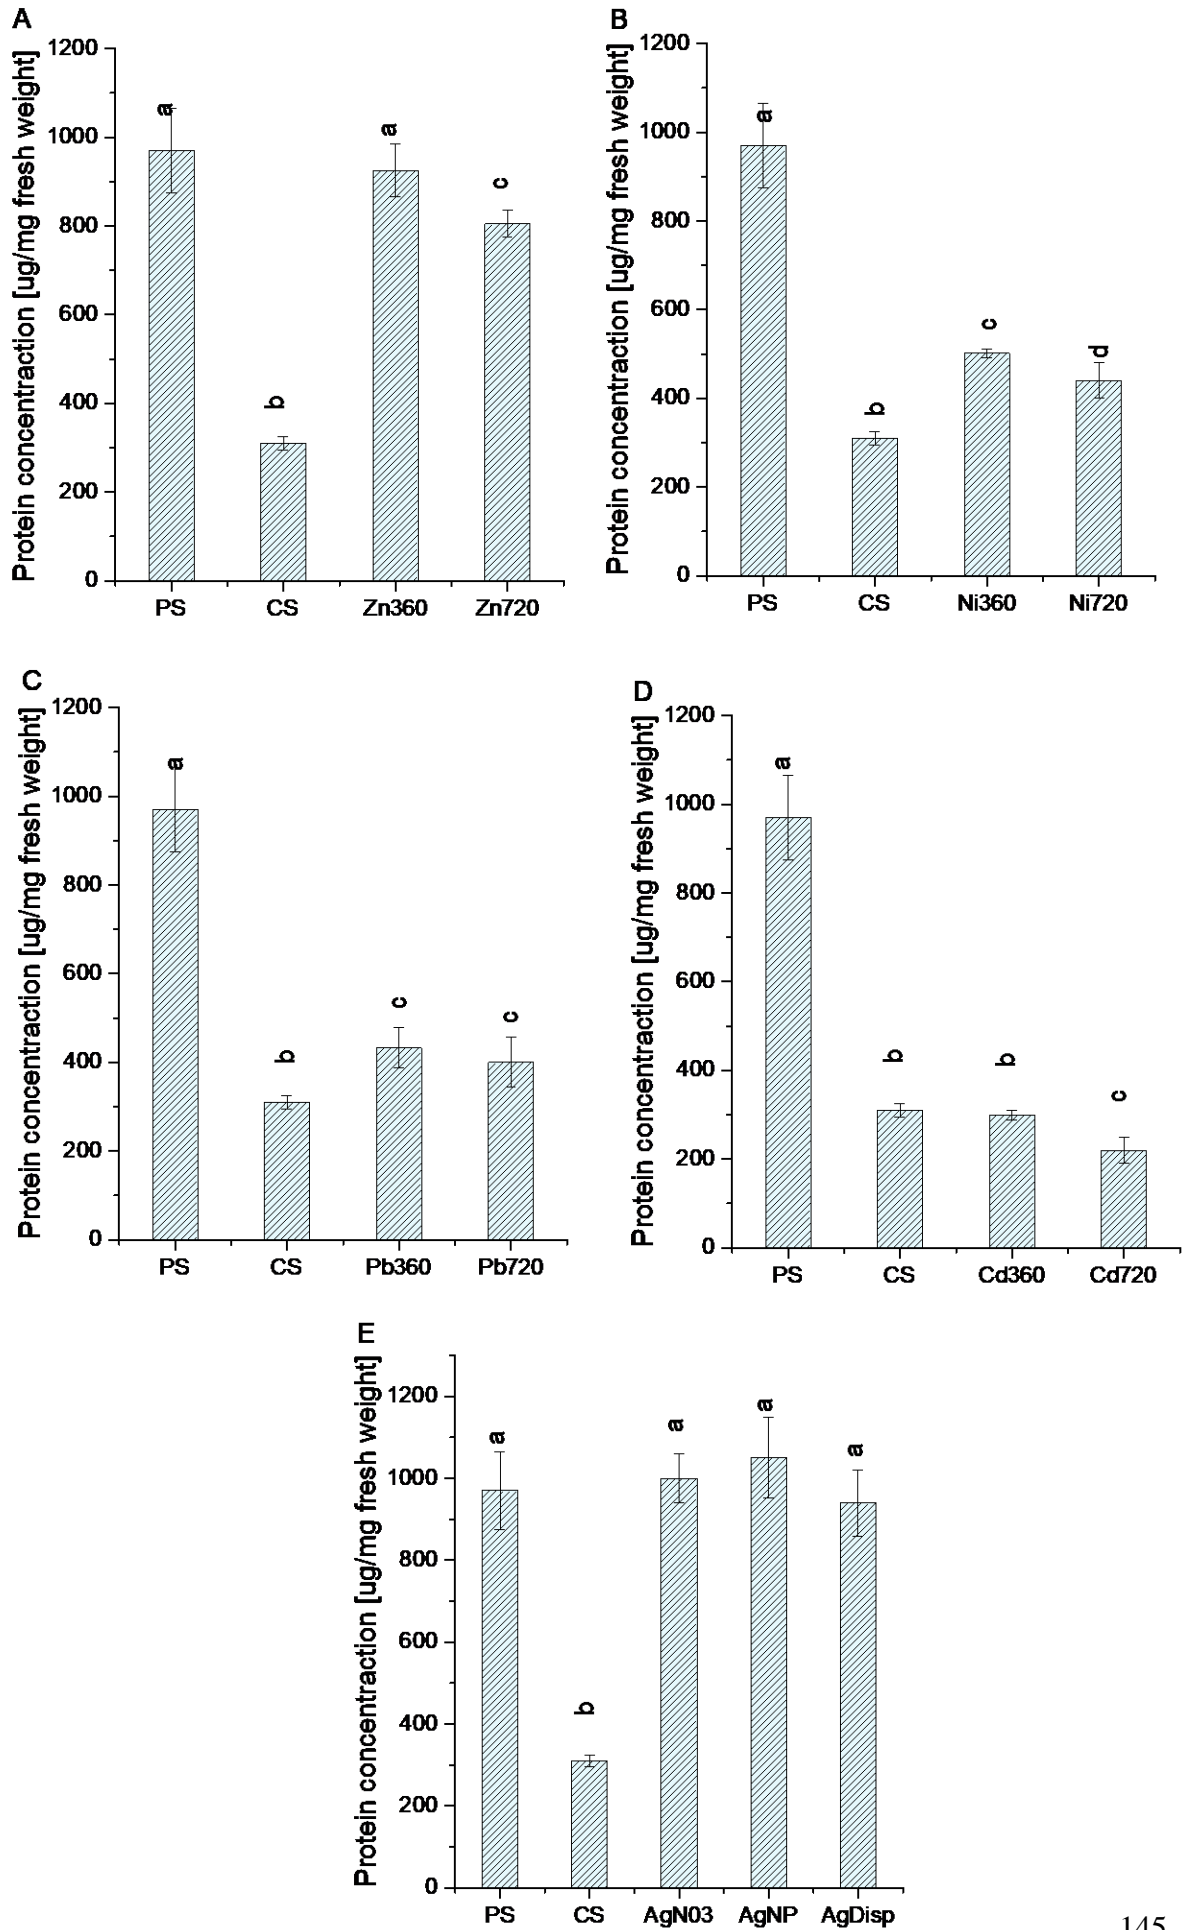 A
Protein concentration [ug/mg fresh weight]
1200
1000
800
600
400
200
0
a
b
a
c
PS CS Zn360 Zn720
B
Protein concentration [ug/mg fresh weight]
1200
1000
800
600
400
200
0
a
b
c
d
PS CS Ni360 Ni720
C
Protein concentration [ug/mg fresh weight]
1200
1000
800
600
400
200
0
a
b
c
c
PS CS Pb360 Pb720
D
Protein concentration [ug/mg fresh weight]
1200
1000
800
600
400
200
0
a
b
b
c
PS CS Cd360 Cd720
E
Protein concentration [ug/mg fresh weight]
1200
1000
800
600
400
200
0
a
b
a
a
a
PS CS AgN03 AgNP AgDisp
145